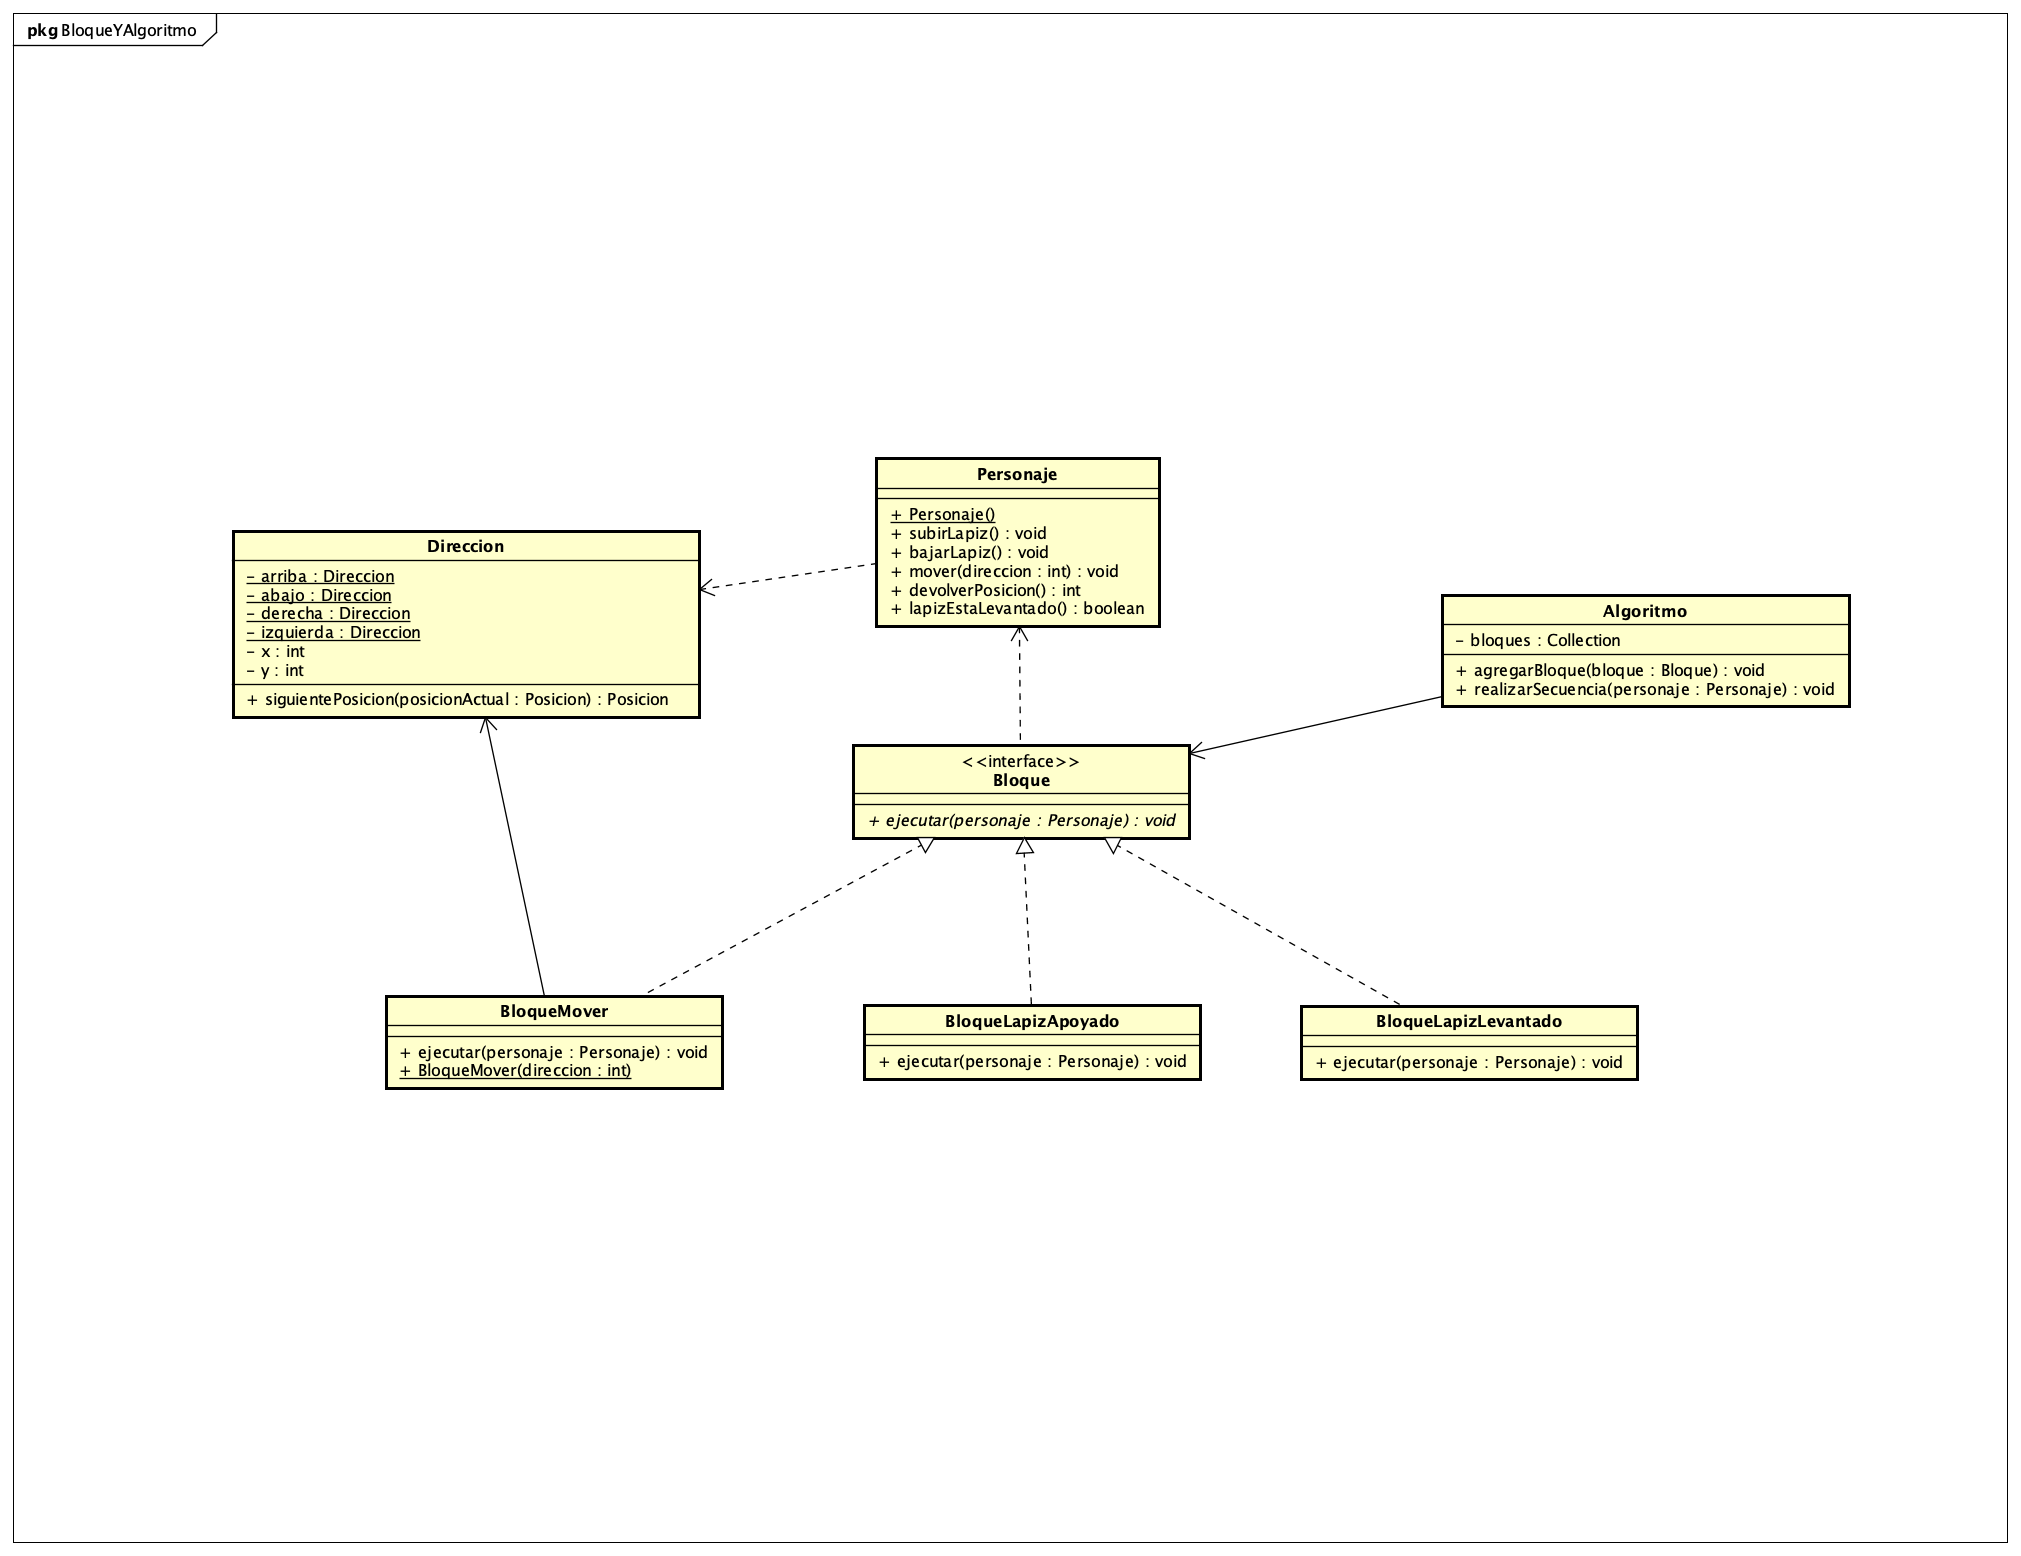 pkg BloqueYAlgoritmo
Personaje
+ Personaje()
+ subirLapiz() : void
+ bajarLapiz() : void
+ mover(direccion : int) : void
+ devolverPosicion() : int
+ lapizEstaLevantado() : boolean
Direccion
- arriba : Direccion
- abajo : Direccion
- derecha : Direccion
- izquierda : Direccion
- x : int
- y : int
+ siguientePosicion(posicionActual : Posicion) : Posicion
Algoritmo
- bloques : Collection
+ agregarBloque(bloque : Bloque) : void
+ realizarSecuencia(personaje : Personaje) : void
<<interface>>
Bloque
+ ejecutar(personaje : Personaje) : void
BloqueMover
+ ejecutar(personaje : Personaje) : void
+ BloqueMover(direccion : int)
BloqueLapizApoyado
+ ejecutar(personaje : Personaje) : void
BloqueLapizLevantado
+ ejecutar(personaje : Personaje) : void